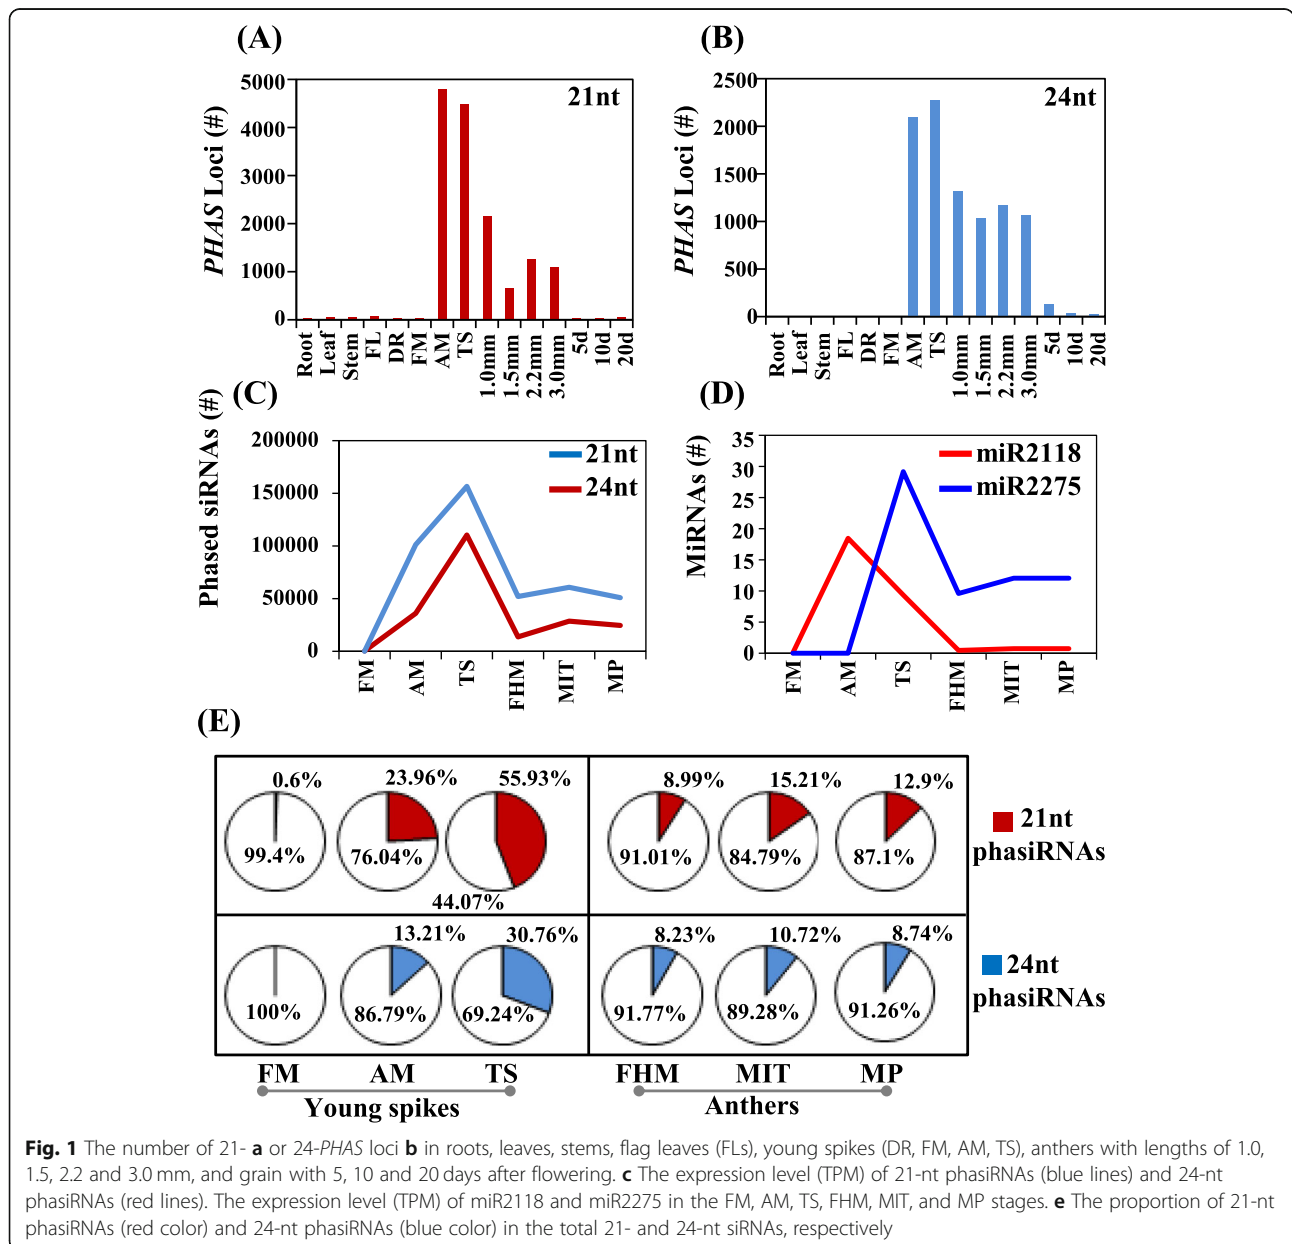 (A)
(B)
5000
4000
3000
2000
1000
0
PHAS Loci (#)
21nt
Root
Leaf
Stem
FL
DR
FM
AM
TS
1.0mm
1.5mm
2.2mm
3.0mm
5d
10d
20d
2500
2000
1500
1000
500
0
PHAS Loci (#)
24nt
Root
Leaf
Stem
FL
DR
FM
AM
TS
1.0mm
1.5mm
2.2mm
3.0mm
5d
10d
20d
(C)
(D)
200000
150000
100000
50000
0
Phased siRNAs (#)
21nt
24nt
FM
AM
TS
FHM
MIT
MP
35
30
25
20
15
10
5
0
MiRNAs (#)
miR2118
miR2275
FM
AM
TS
FHM
MIT
MP
(E)
0.6% 23.96% 55.93% 8.99% 15.21% 12.9%
99.4% 76.04% 44.07% 91.01% 84.79% 87.1%
21nt
phasiRNAs
13.21% 30.76% 8.23% 10.72% 8.74%
100% 86.79% 69.24% 91.77% 89.28% 91.26%
24nt
phasiRNAs
FM AM TS FHM MIT MP
Young spikes Anthers
Fig. 1 The number of 21- a or 24-PHAS loci b in roots, leaves, stems, flag leaves (FLs), young spikes (DR, FM, AM, TS), anthers with lengths of 1.0,
1.5, 2.2 and 3.0 mm, and grain with 5, 10 and 20 days after flowering. c The expression level (TPM) of 21-nt phasiRNAs (blue lines) and 24-nt
phasiRNAs (red lines). The expression level (TPM) of miR2118 and miR2275 in the FM, AM, TS, FHM, MIT, and MP stages. e The proportion of 21-nt
phasiRNAs (red color) and 24-nt phasiRNAs (blue color) in the total 21- and 24-nt siRNAs, respectively